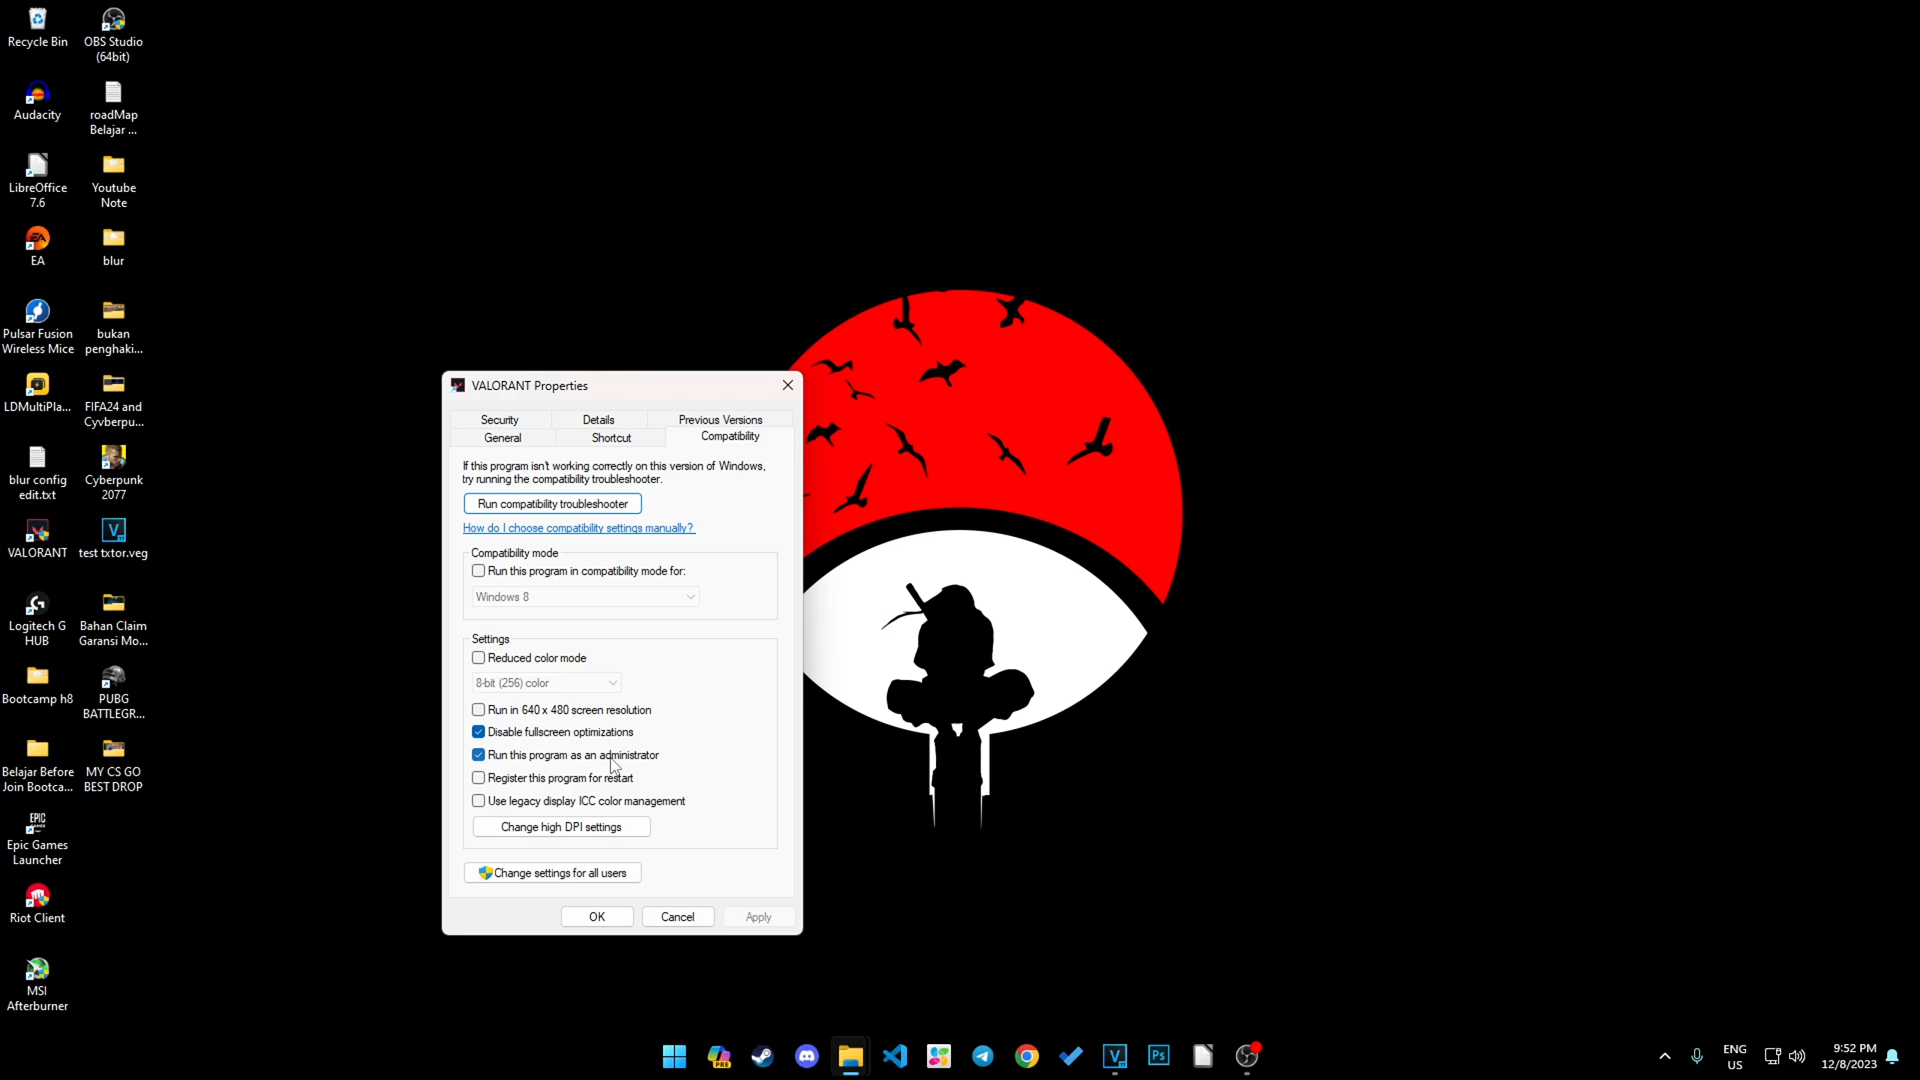 Recycle Bin
OBS Studio
(64bit)
Audacity
roadMap
Belajar ...
LibreOffice
7.6
Youtube
Note
EA
blur
Pulsar Fusion
Wireless Mice
bukan
penghaki...
LDMultiPla...
FIFA24 and
Cyvberpu...
blur config
edit.txt
Cyberpunk
2077
VALORANT
test txtor.veg
Logitech G
HUB
Bahan Claim
Garansi Mo...
Bootcamp h8
PUBG
BATTLEGR...
Belajar Before
Join Bootca...
MY CS GO
BEST DROP
EPIC
GAMES
Epic Games
Launcher
Riot Client
MSI
Afterburner
VALORANT Properties
Security
Details
Previous Versions
General
Shortcut
Compatibility
If this program isn't working correctly on this version of Windows,
try running the compatibility troubleshooter.
Run compatibility troubleshooter
How do I choose compatibility settings manually?
Compatibility mode
Run this program in compatibility mode for:
Windows 8
Settings
Reduced color mode
8-bit (256) color
Run in 640 x 480 screen resolution
Disable fullscreen optimizations
Run this program as an administrator
Register this program for restart
Use legacy display ICC color management
Change high DPI settings
Change settings for all users
OK
Cancel
Apply
PRE
V
Ps
ENG
US
9:52 PM
12/8/2023